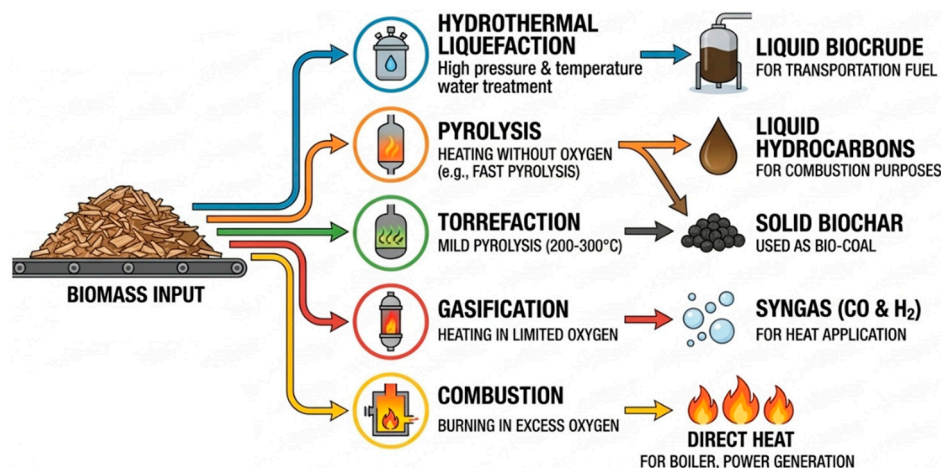 HYDROTHERMAL
LIQUEFACTION
High pressure & temperature
water treatment
LIQUID BIOCRUDE
FOR TRANSPORTATION FUEL
PYROLYSIS
HEATING WITHOUT OXYGEN
(e.g., FAST PYROLYSIS)
LIQUID
HYDROCARBONS
FOR COMBUSTION PURPOSES
TORREFACTION
MILD PYROLYSIS (200-300°C)
SOLID BIOCHAR
USED AS BIO-COAL
BIOMASS INPUT
GASIFICATION
HEATING IN LIMITED OXYGEN
SYNGAS (CO & H₂)
FOR HEAT APPLICATION
COMBUSTION
BURNING IN EXCESS OXYGEN
DIRECT HEAT
FOR BOILER, POWER GENERATION